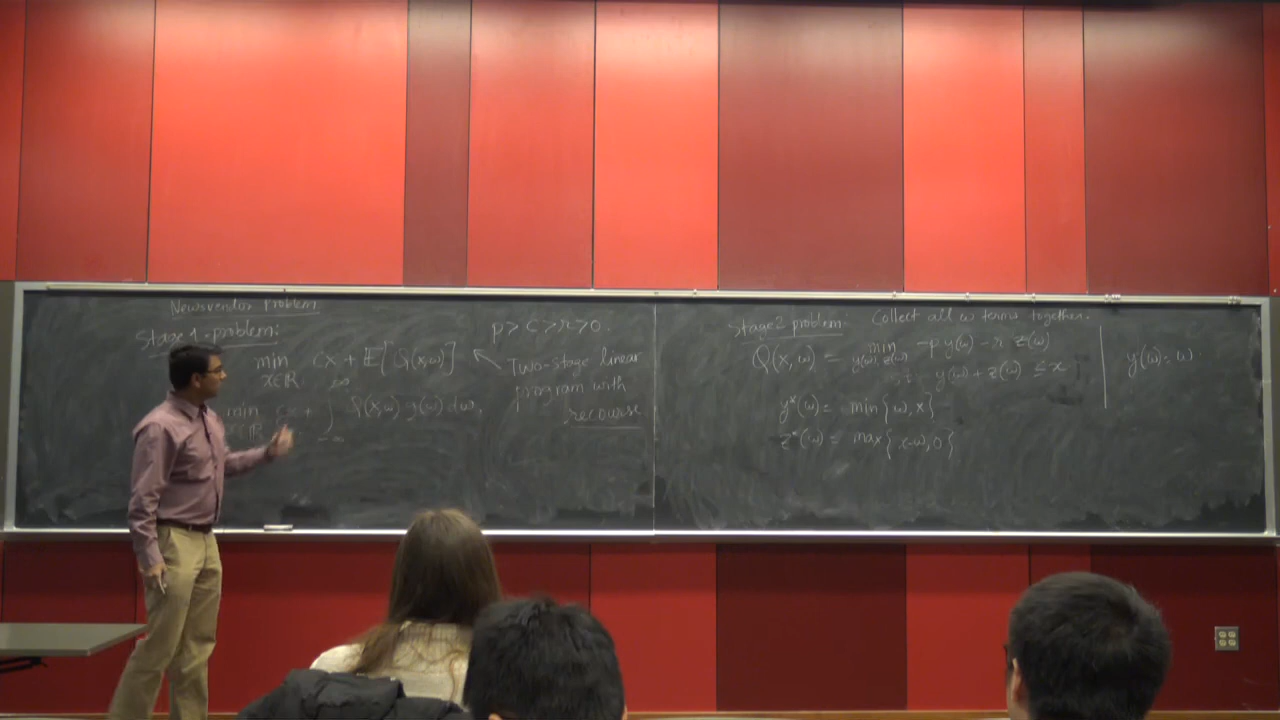 Newsvendor Problem
Stage 1 problem:
p > c > r > 0.
min cx + E[Q(x,ω)]
x∈R
Two-stage linear
program with
recourse
min cx + ∫ Q(x,ω) g(ω) dω.
x∈R -∞ ∞
Stage 2 problem: Collect all ω terms together.
Q(x,ω) = min -p y(ω) - r z(ω)
y(ω), z(ω)
y(ω) + z(ω) ≤ x
y*(ω) = min{ω, x}
z*(ω) = max{x-ω, 0}
y(ω) ≤ ω.